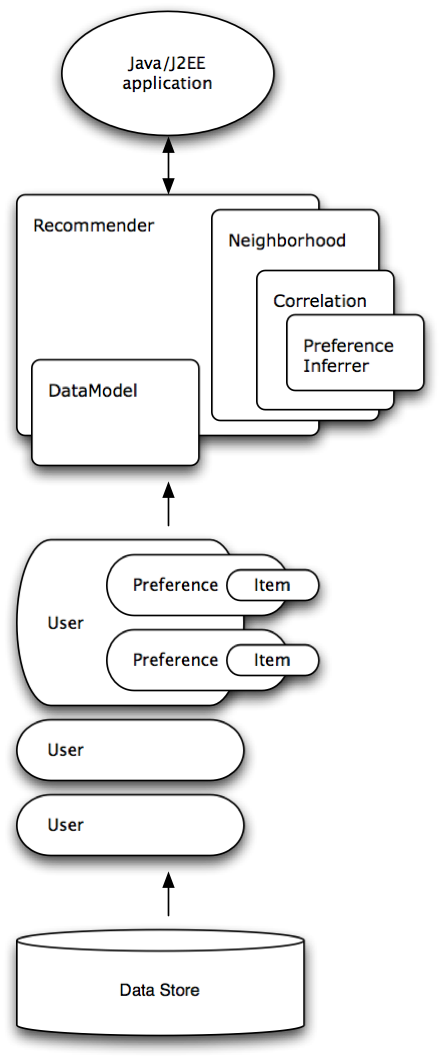 Java/J2EE
application
Recommender
Neighborhood
Correlation
Preference
Inferrer
DataModel
User
Preference
Item
Preference
Item
User
User
Data Store